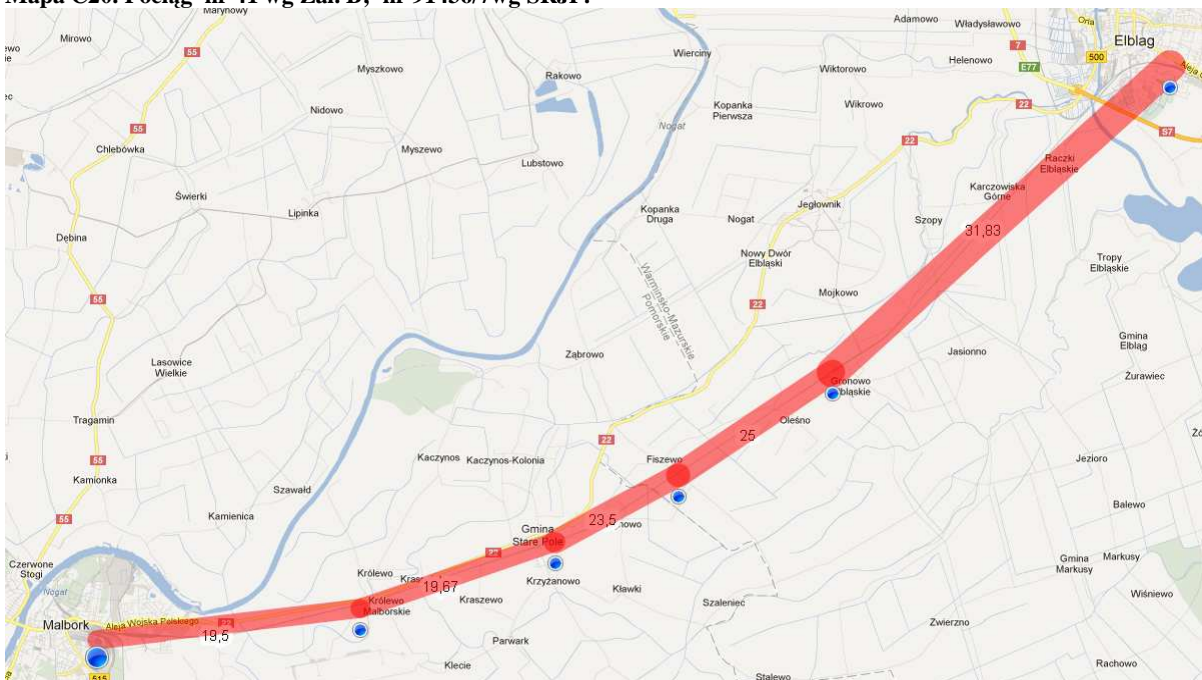 Marynowy
Adamowo
Władysławowo
Cria
Mirowo
7
Elblag
55
Wierciny
500
Myszkowo
Wiktorowo
Helenowo
E77
Rakowo
22
Kopanka
Pierwsza
Wikrowo
Nidowo
Nogat
55
S7
Chlebówka
Myszewo
22
Lubstowo
Raczki
Elbląskie
Świerki
Karczowiska
Górne
Lipinka
Kopanka
Druga
Nogat
Jegłownik
Szopy
31,83
Dębina
Nowy Dwór
Elbląski
Tropy
Elbląskie
Warmińsko-Mazurskie
Pomorskie
55
Mojkowo
22
Gmina
Elbląg
Lasowice
Wielkie
Ząbrowo
Jasionno
Żurawiec
Gronowo
Tragamin
Oleśno
25
55
22
Kaczynos
Kaczynos-Kolonia
Fiszewo
Jezioro
Kamionka
Szawałd
Balewo
55
Kamienica
23,5
Gmina
Stare Pole
Czerwone
Stogi
Królewo
Krzyżanowo
Gmina
Markusy
Markusy
19,67
Kławki
Nogat
Królewo
Malborskie
Kraszewo
Szaleniec
Wiśniewo
Malbork
Aleja Wojska Polskiego
22
19,5
Zwierzno
Parwark
Klecie
Rachowo
515
Stalewo